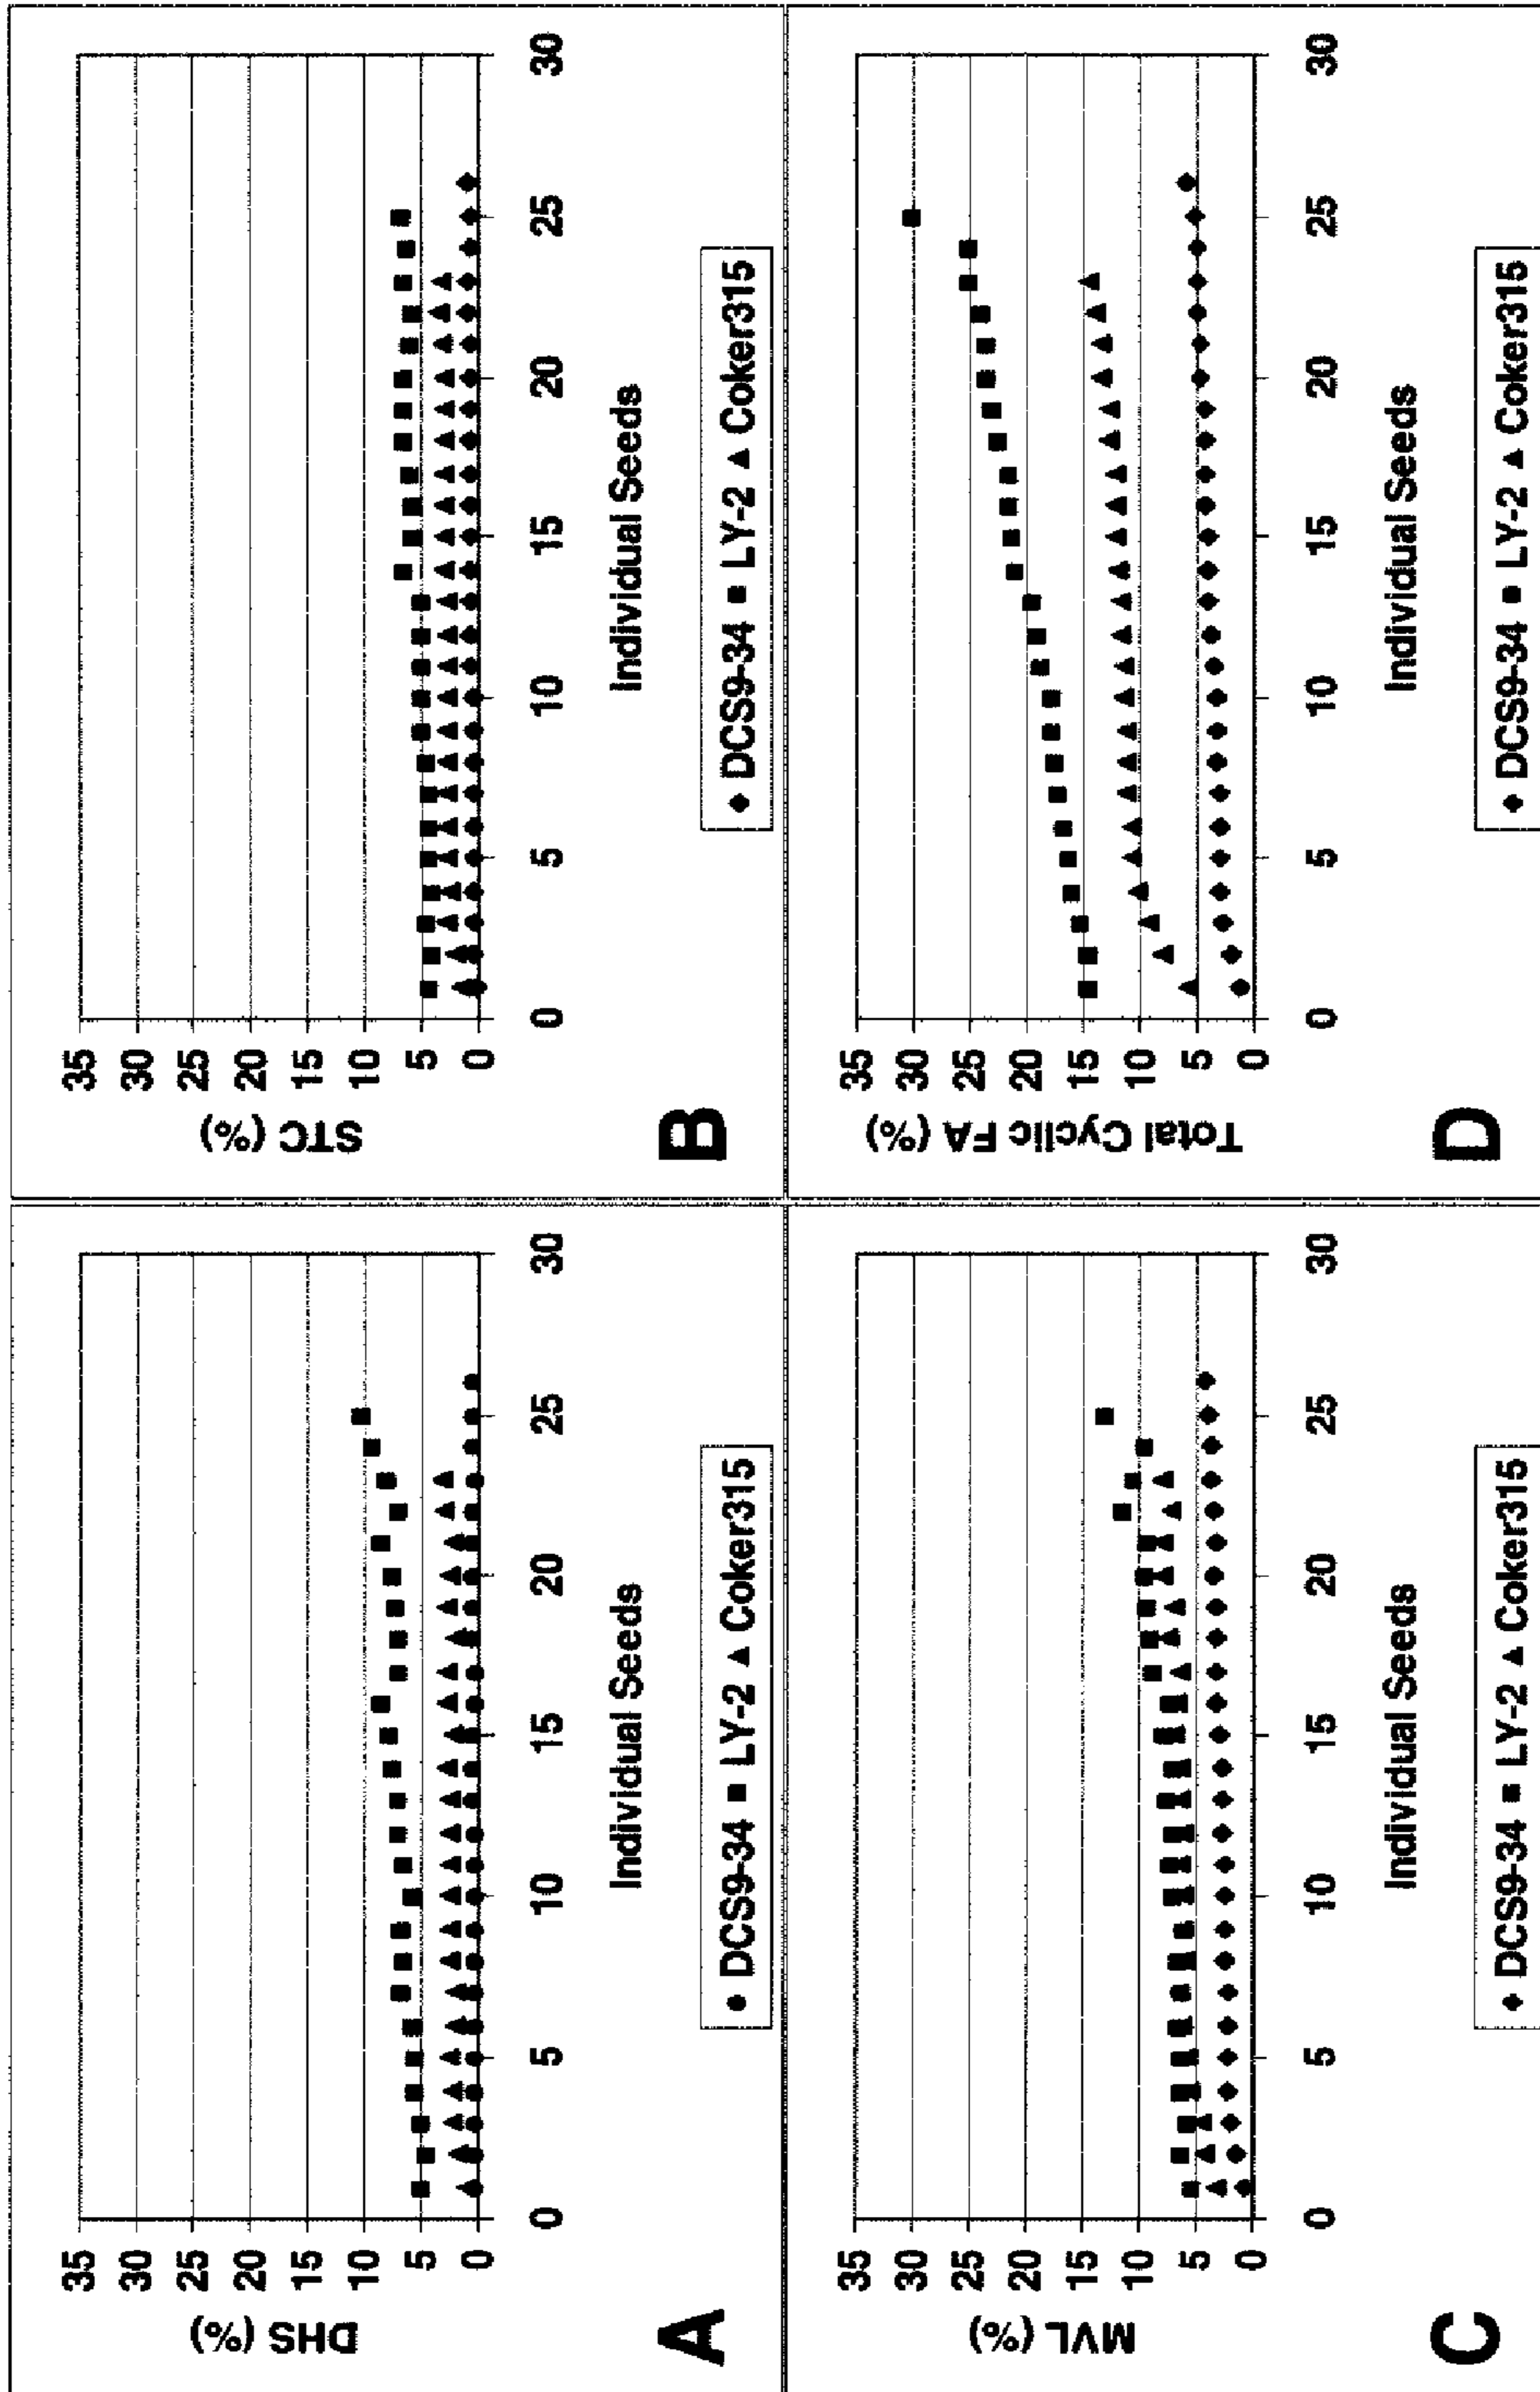 35
30
25
20
15
10
5
0
DHS (%)
0 5 10 15 20 25 30
Individual Seeds
● DCS9-34 ■ LY-2 ▲ Coker315
A
35
30
25
20
15
10
5
0
STC (%)
0 5 10 15 20 25 30
Individual Seeds
◆ DCS9-34 ■ LY-2 ▲ Coker315
B
35
30
25
20
15
10
5
0
MVL (%)
0 5 10 15 20 25 30
Individual Seeds
◆ DCS9-34 ■ LY-2 ▲ Coker315
C
35
30
25
20
15
10
5
0
Total Cyclic FA (%)
0 5 10 15 20 25 30
Individual Seeds
◆ DCS9-34 ■ LY-2 ▲ Coker315
D